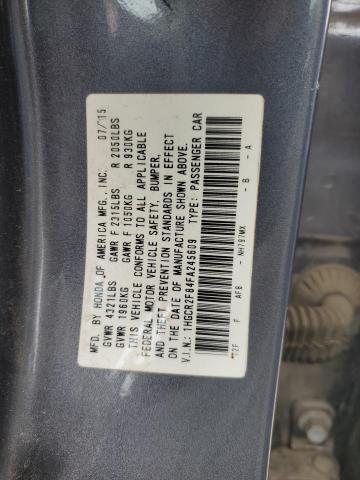 MFD. BY HONDA OF AMERICA MFG., INC. 07/15
GVWR 4321LBS GAWR F 2315LBS R 2050LBS
GVWR 1960KG GAWR F 1050KG R 930KG
THIS VEHICLE CONFORMS TO ALL APPLICABLE
FEDERAL MOTOR VEHICLE SAFETY, BUMPER,
AND THEFT PREVENTION STANDARDS IN EFFECT
ON THE DATE OF MANUFACTURE SHOWN ABOVE.
V.I.N.: 1HGCR2F84FA245609 TYPE: PASSENGER CAR
F AF8 NH797MX - B - A